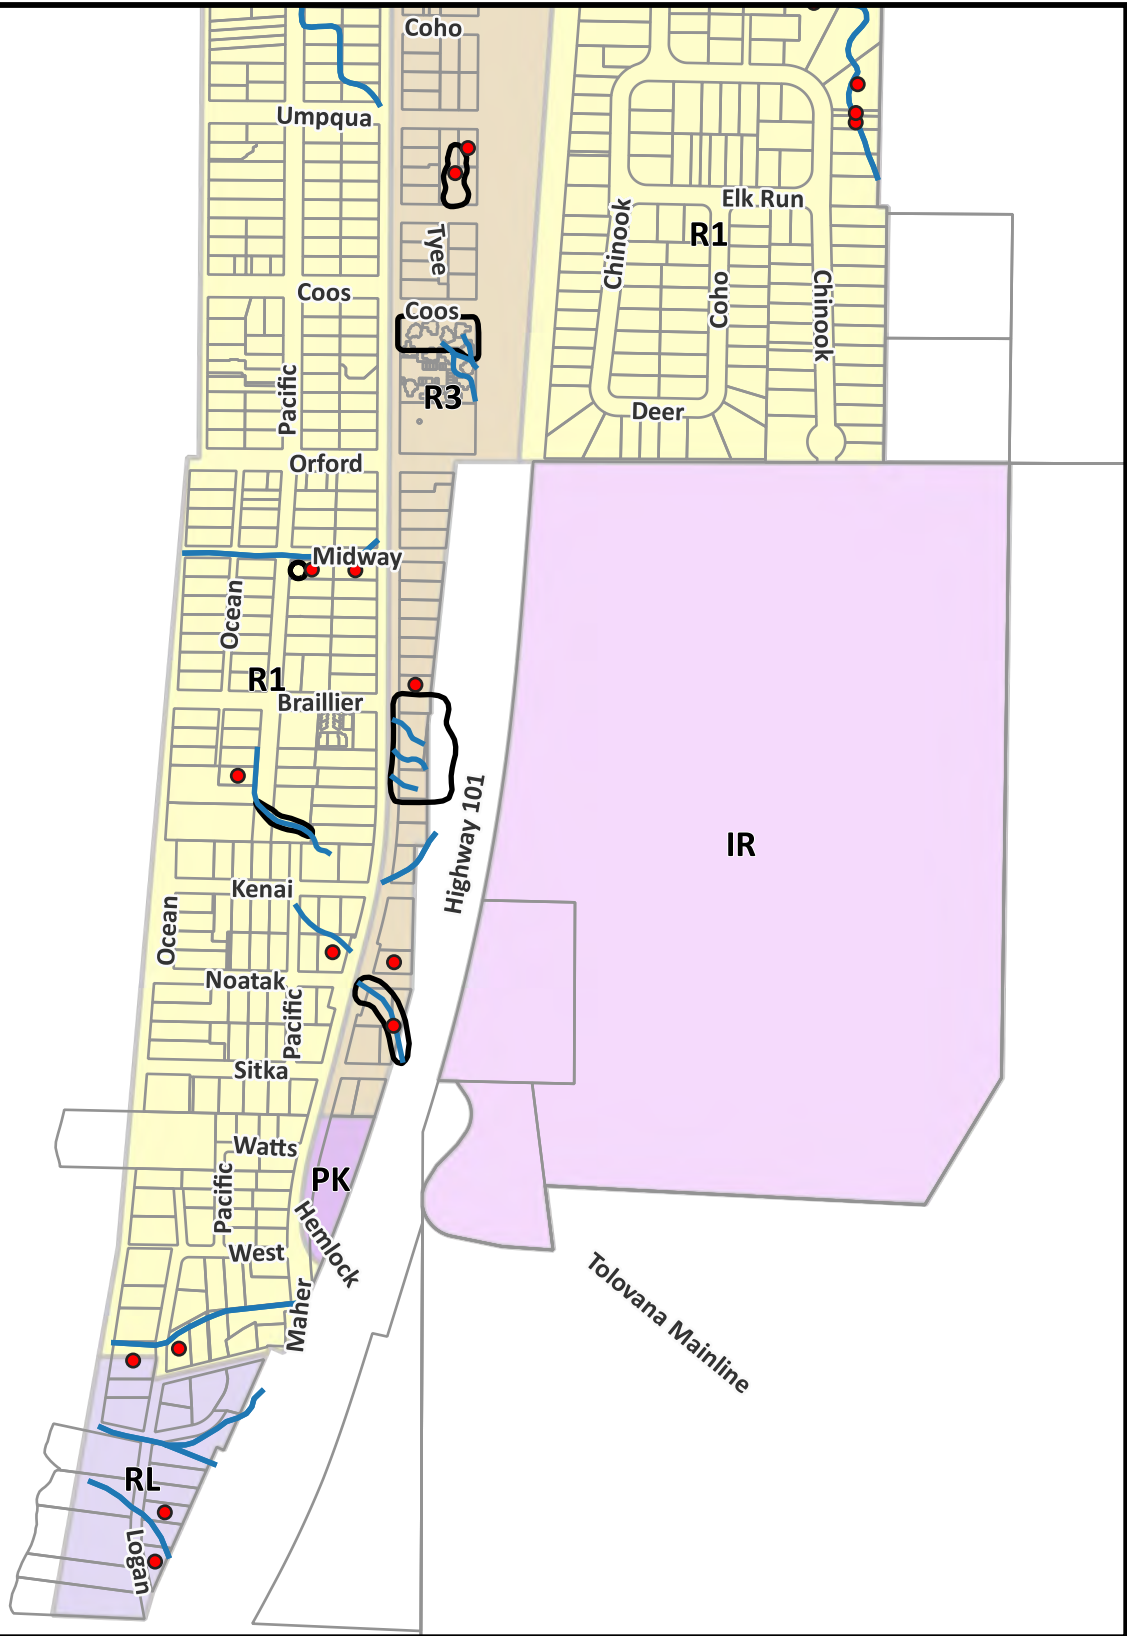 Coho
Umpqua
Elk Run
Chinook
R1
Tyee
Coos
Coho
Chinook
Coos
Pacific
R3
Deer
Orford
Midway
Ocean
R1
Braillier
Highway 101
IR
Kenai
Ocean
Noatak
Pacific
Sitka
Watts
PK
Pacific
Hemlock
West
Maher
Tolovana Mainline
RL
Logan